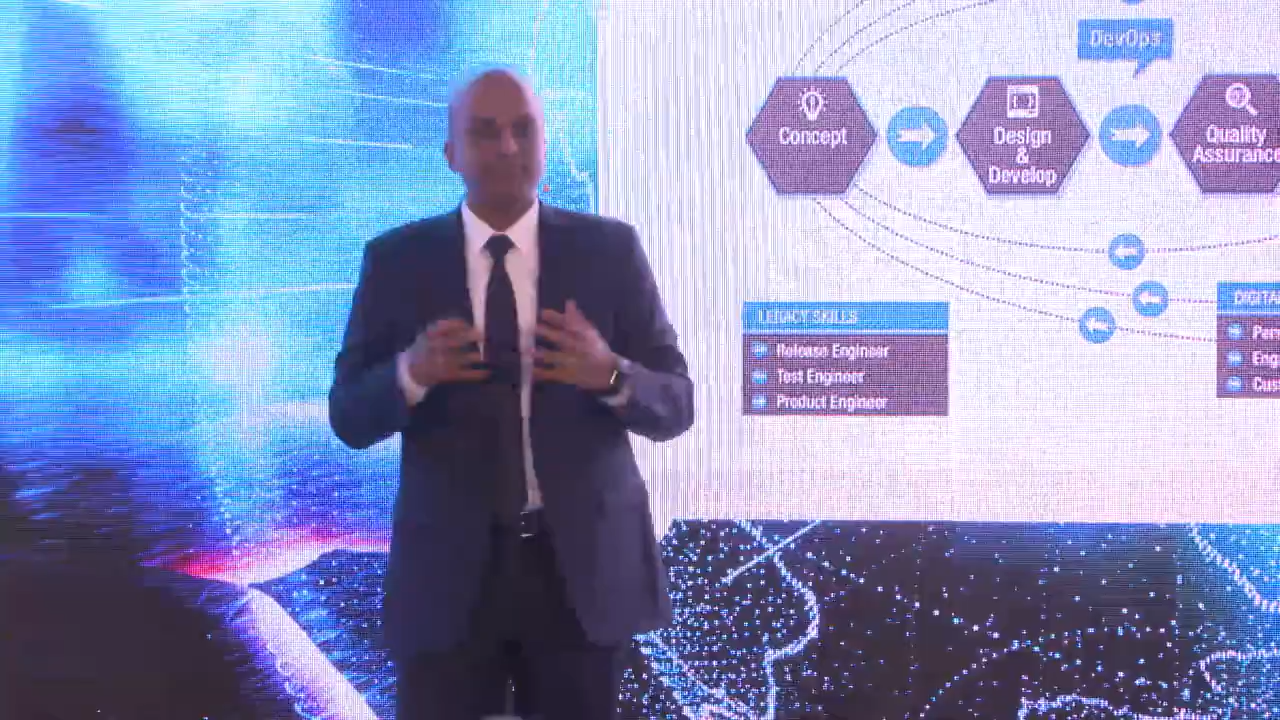 DevOps
Concept
Design
&
Develop
Quality
Assurance
LEGACY SKILLS
Release Engineer
Test Engineer
Product Engineer